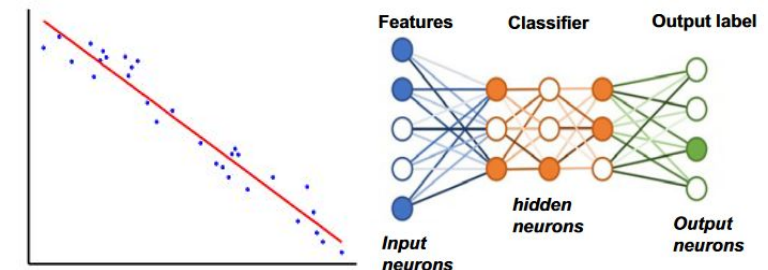 Features
Classifier
Output label
hidden
neurons
Input
neurons
Output
neurons